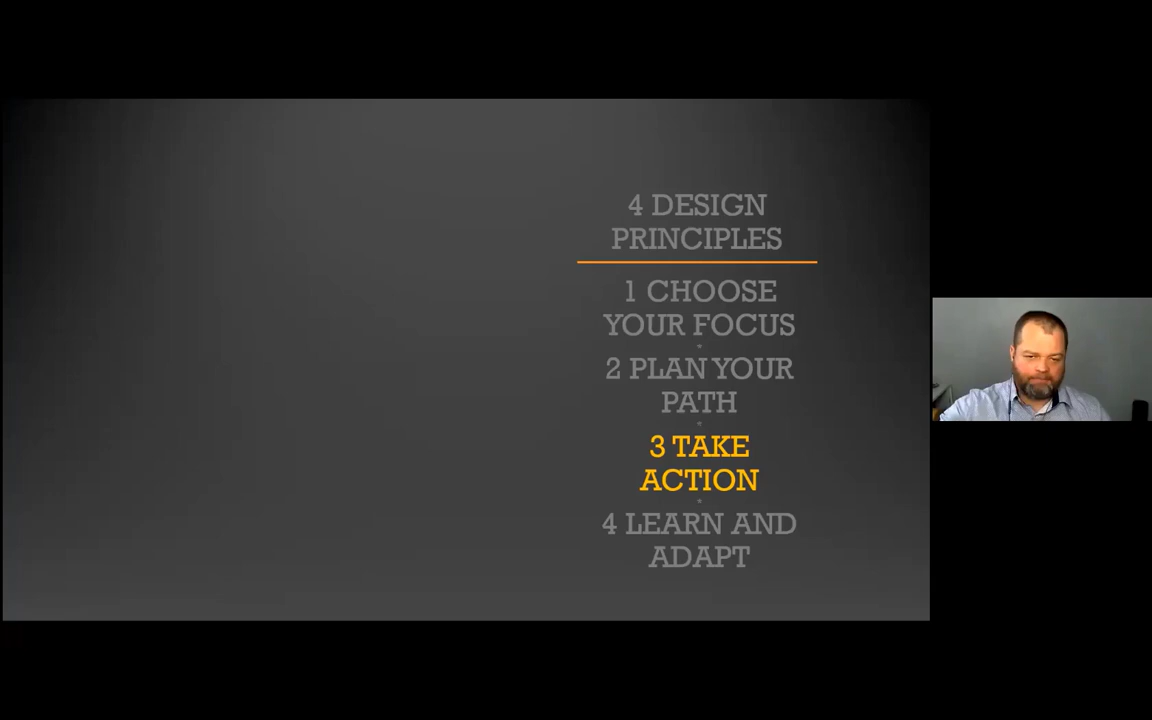 4 DESIGN
PRINCIPLES
1 CHOOSE
YOUR FOCUS
*
2 PLAN YOUR
PATH
*
3 TAKE
ACTION
*
4 LEARN AND
ADAPT